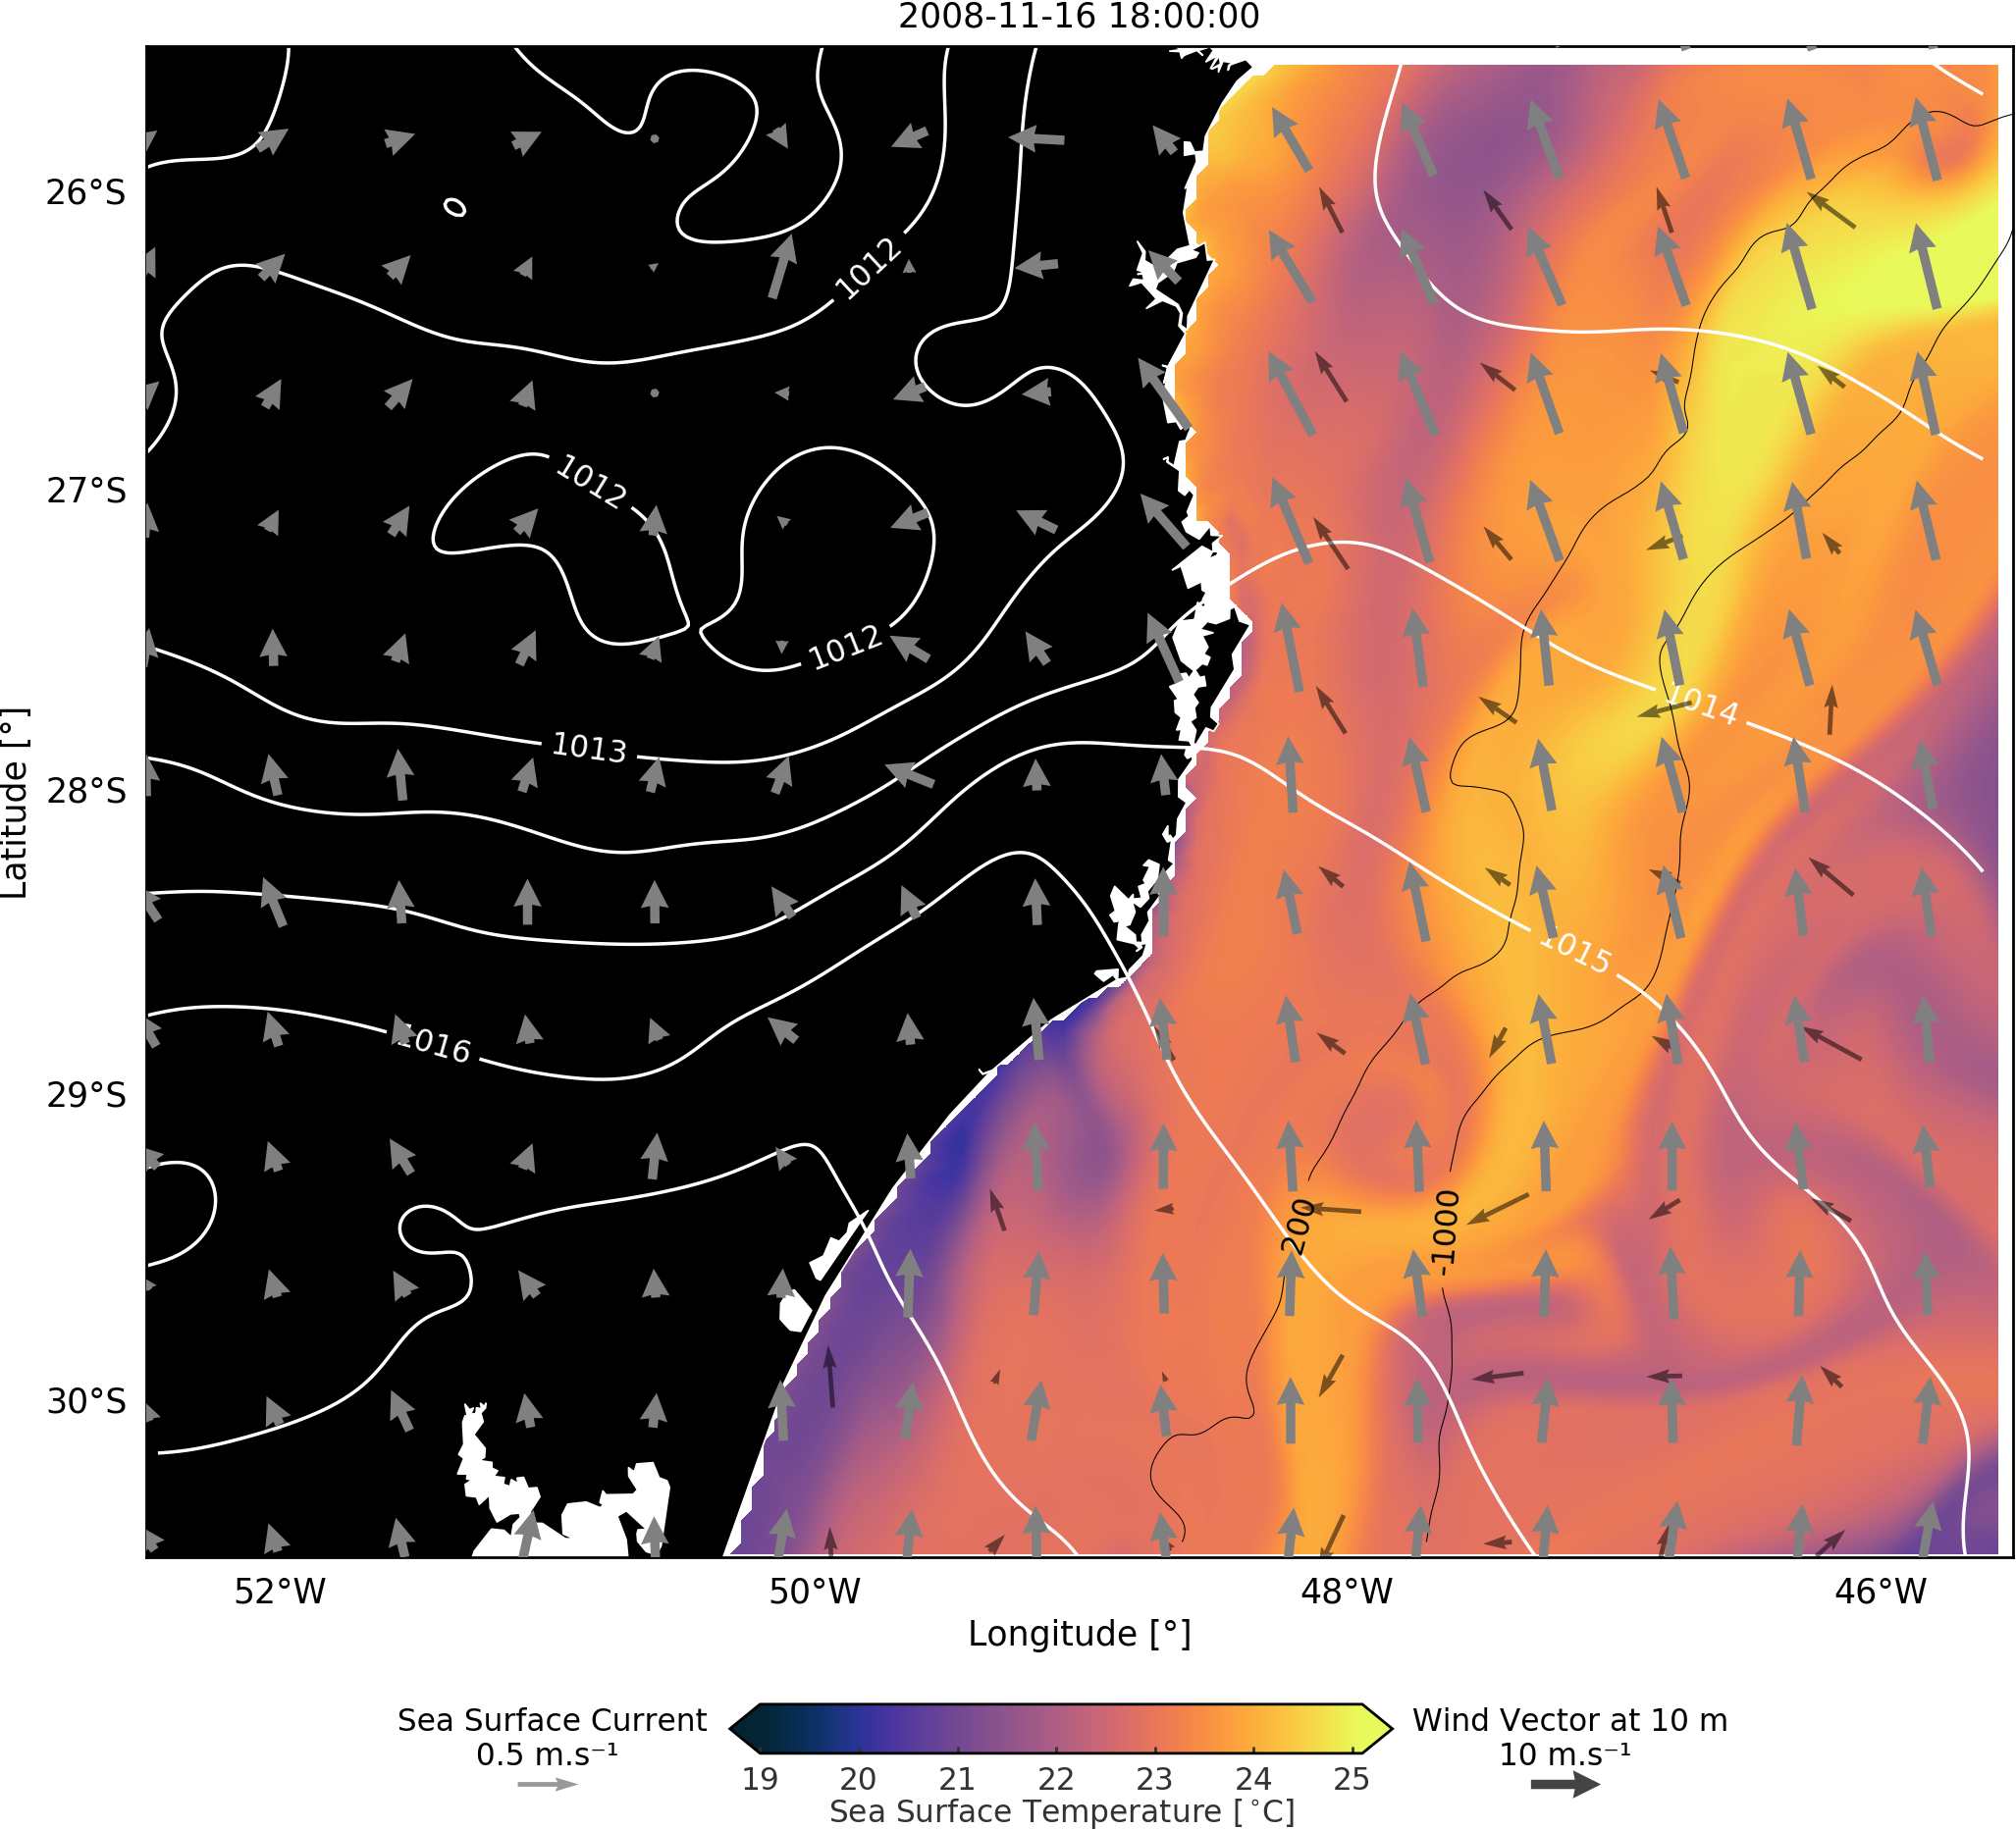 2008-11-16 18:00:00
26°S
27°S
28°S
29°S
30°S
Latitude [°]
1012
1012
1012
1013
1014
1015
1016
200
-1000
52°W
50°W
48°W
46°W
Longitude [°]
Sea Surface Current
0.5 m.s⁻¹
19 20 21 22 23 24 25
Sea Surface Temperature [°C]
Wind Vector at 10 m
10 m.s⁻¹